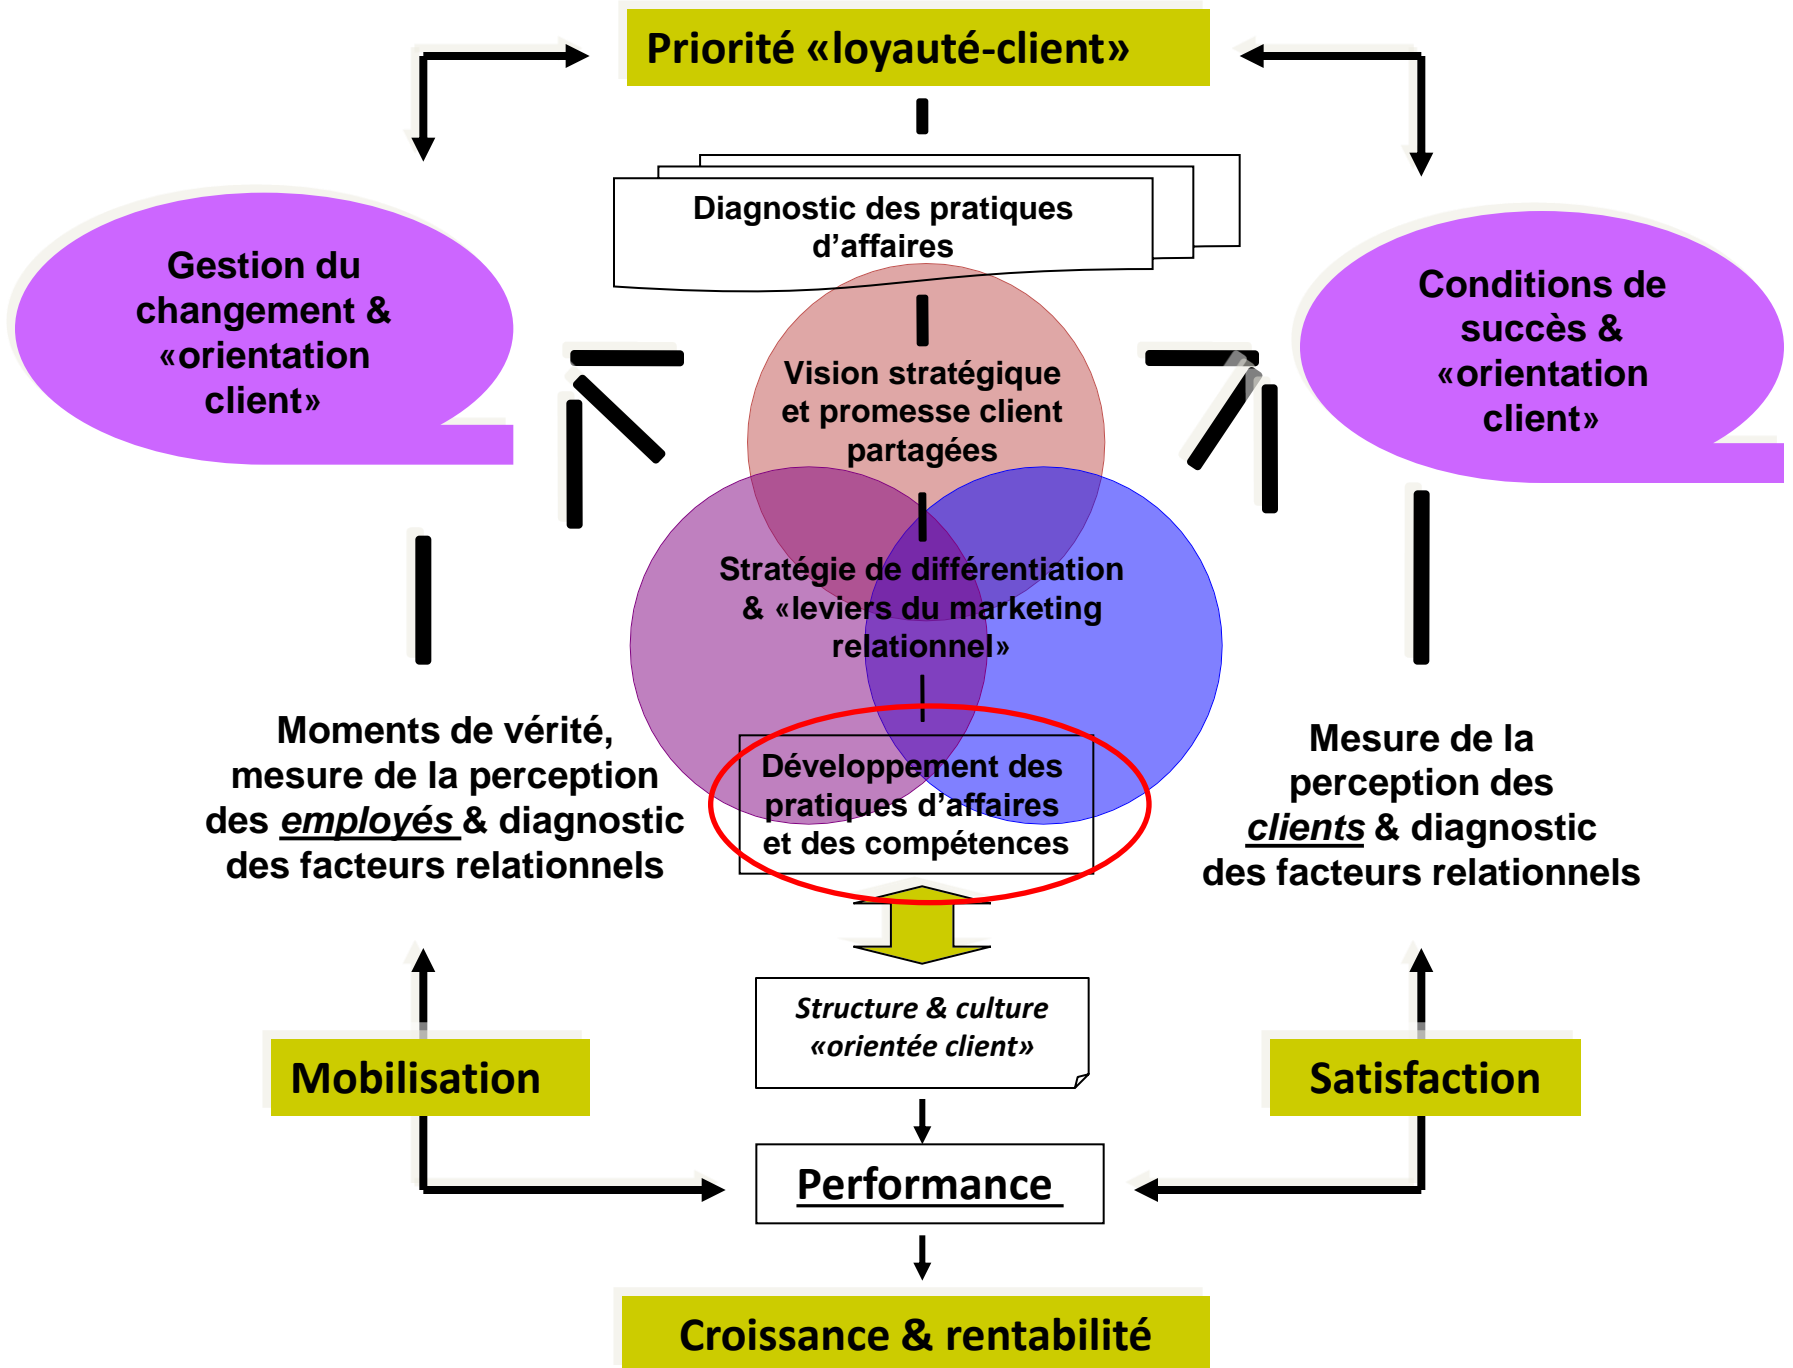 Priorité «loyauté-client»
Diagnostic des pratiques
d’affaires
Gestion du
changement &
«orientation
client»
Conditions de
succès &
«orientation
client»
Vision stratégique
et promesse client
partagées
Stratégie de différentiation
& «leviers du marketing
relationnel»
Moments de vérité,
mesure de la perception
des employés & diagnostic
des facteurs relationnels
Développement des
pratiques d’affaires
et des compétences
Mesure de la
perception des
clients & diagnostic
des facteurs relationnels
Structure & culture
«orientée client»
Mobilisation
Satisfaction
Performance
Croissance & rentabilité